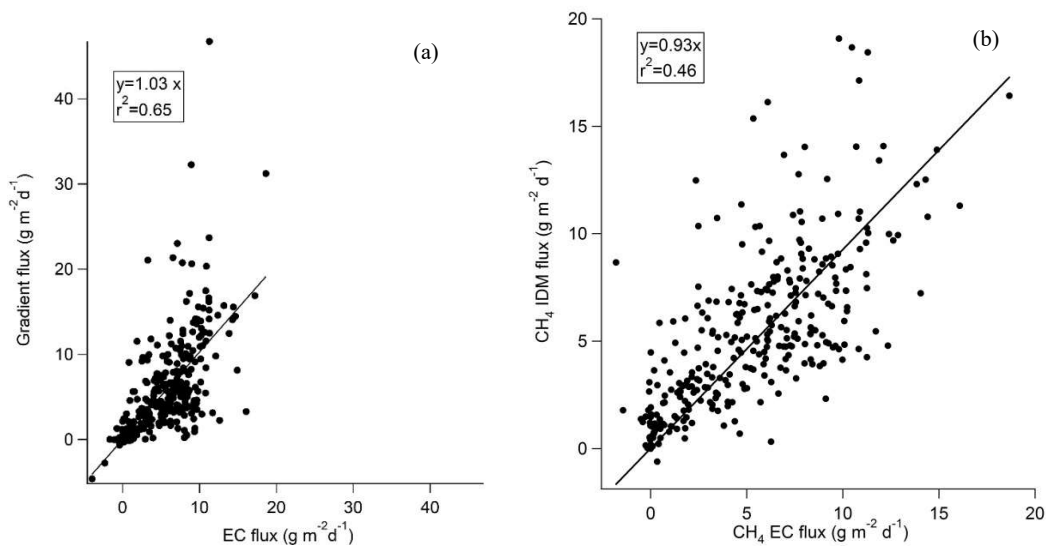 (a)
y=1.03 x
r²=0.65
40
30
20
10
0
Gradient flux (g m⁻² d⁻¹)
0 10 20 30 40
EC flux (g m⁻²d⁻¹)
(b)
y=0.93x
r²=0.46
20
15
10
5
0
CH₄ IDM flux (g m⁻² d⁻¹)
0 5 10 15 20
CH₄ EC flux (g m⁻² d⁻¹)